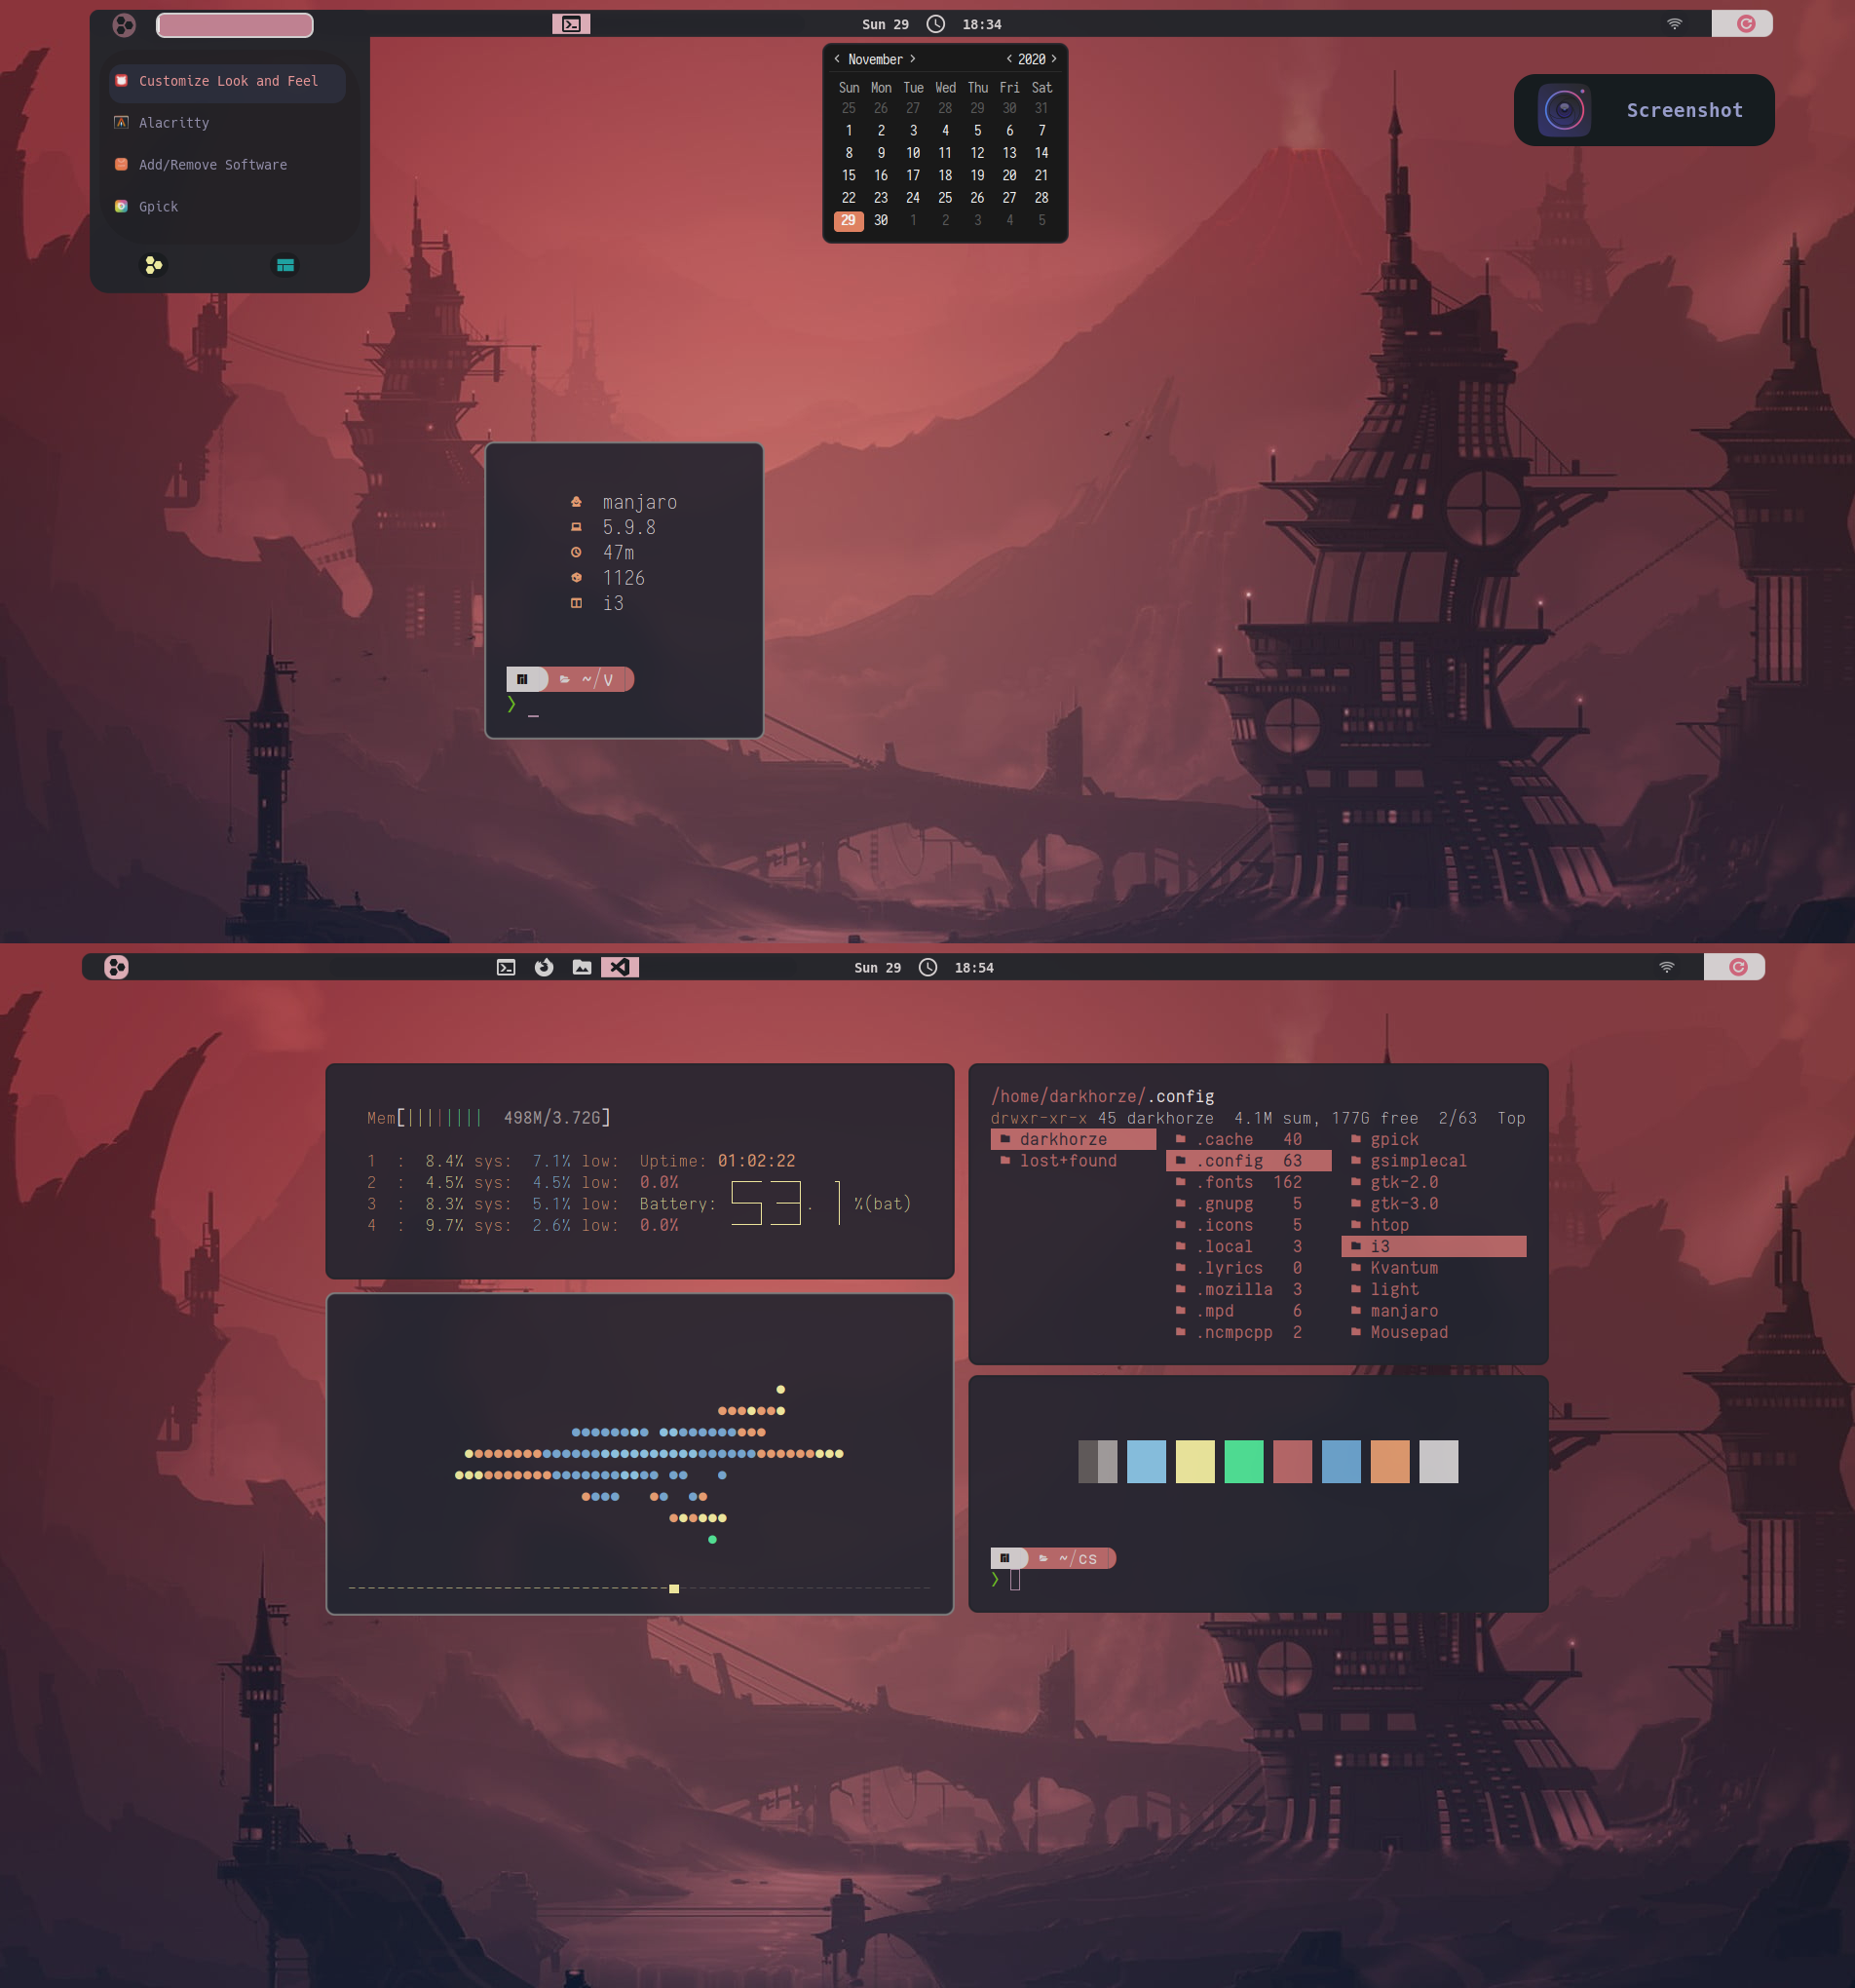 Sun 29 18:34
Customize Look and Feel
Alacritty
Add/Remove Software
Gpick
November 2020
Sun Mon Tue Wed Thu Fri Sat
25 26 27 28 29 30 31
1 2 3 4 5 6 7
8 9 10 11 12 13 14
15 16 17 18 19 20 21
22 23 24 25 26 27 28
29 30 1 2 3 4 5
Screenshot
manjaro
5.9.8
47m
1126
i3
~/V
❯ _
Sun 29 18:54
Mem[|||||||| 498M/3.72G]
1 : 8.4% sys: 7.1% low: Uptime: 01:02:22
2 : 4.5% sys: 4.5% low: 0.0%
3 : 8.3% sys: 5.1% low: Battery: 53.1 %(bat)
4 : 9.7% sys: 2.6% low: 0.0%
/home/darkhorze/.config
drwxr-xr-x 45 darkhorze 4.1M sum, 177G free 2/63 Top
darkhorze .cache 40 gpick
lost+found .config 63 gsimplecal
.fonts 162 gtk-2.0
.gnupg 5 gtk-3.0
.icons 5 htop
.local 3 i3
.lyrics 0 Kvantum
.mozilla 3 light
.mpd 6 manjaro
.ncmpcpp 2 Mousepad
~/cs
❯